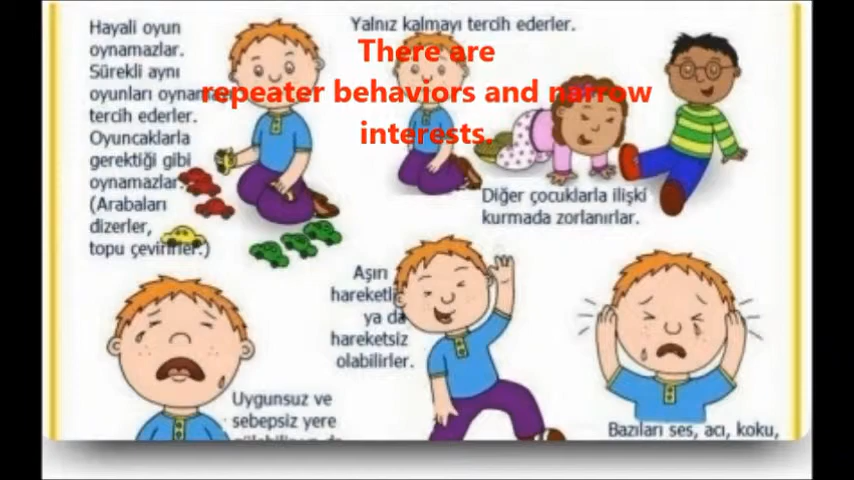 Hayali oyun
oynamazlar.
Sürekli aynı
oyunları oynamayı
tercih ederler.
Oyuncaklarla
gerektiği gibi
oynamazlar.
(Arabaları
dizerler,
topu çevirirler.)
Yalnız kalmayı tercih ederler.
There are
repeater behaviors and narrow
interests.
Diğer çocuklarla ilişki
kurmada zorlanırlar.
Aşırı
hareketli
ya da
hareketsiz
olabilirler.
Uygunsuz ve
sebepsiz yere
Bazıları ses, acı, koku,